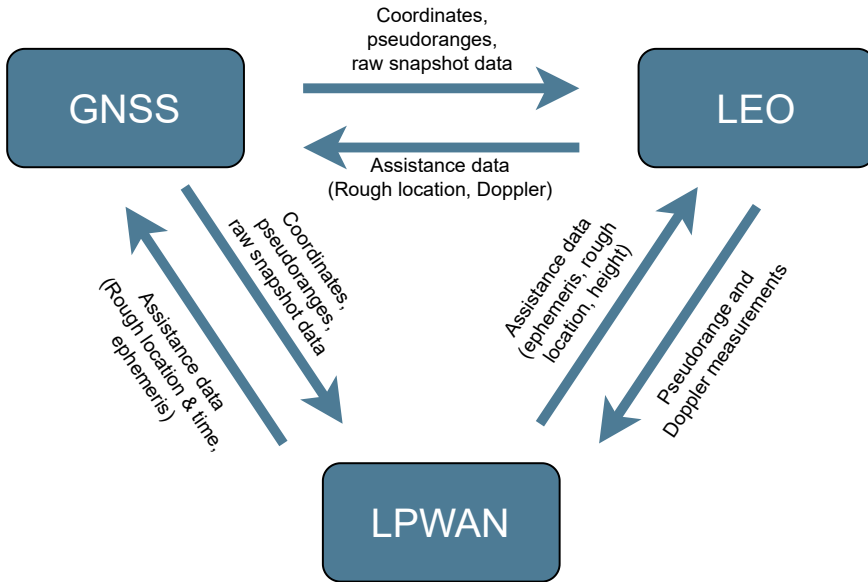 Coordinates,
pseudoranges,
raw snapshot data
GNSS
LEO
Assistance data
(Rough location, Doppler)
Coordinates,
pseudoranges,
raw snapshot data
Assistance data
(Rough location & time,
ephemeris)
Assistance data
(ephemeris, rough
location, height)
Pseudorange and
Doppler measurements
LPWAN